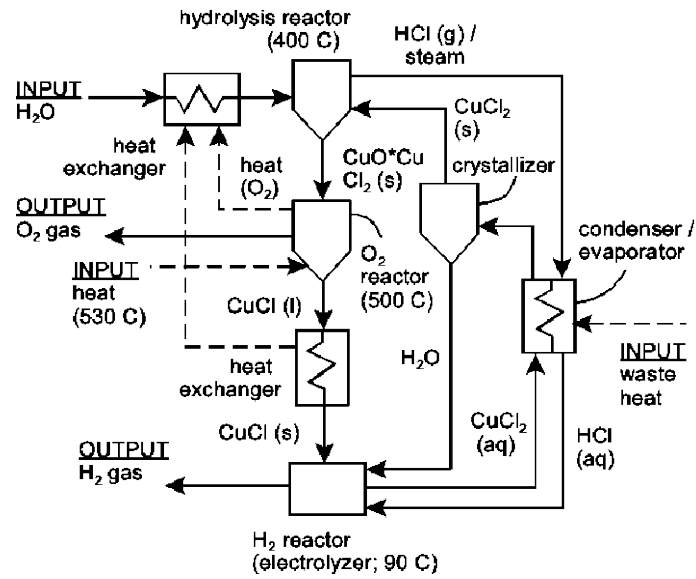 hydrolysis reactor
(400 C)
HCl (g) /
steam
INPUT
H₂O
CuCl₂
(s)
heat
exchanger
heat
(O₂)
CuO*Cu
Cl₂ (s)
crystallizer
OUTPUT
O₂ gas
condenser /
evaporator
INPUT
heat
(530 C)
O₂
reactor
(500 C)
CuCl (l)
H₂O
INPUT
waste
heat
heat
exchanger
CuCl (s)
CuCl₂
(aq)
HCl
(aq)
OUTPUT
H₂ gas
H₂ reactor
(electrolyzer; 90 C)